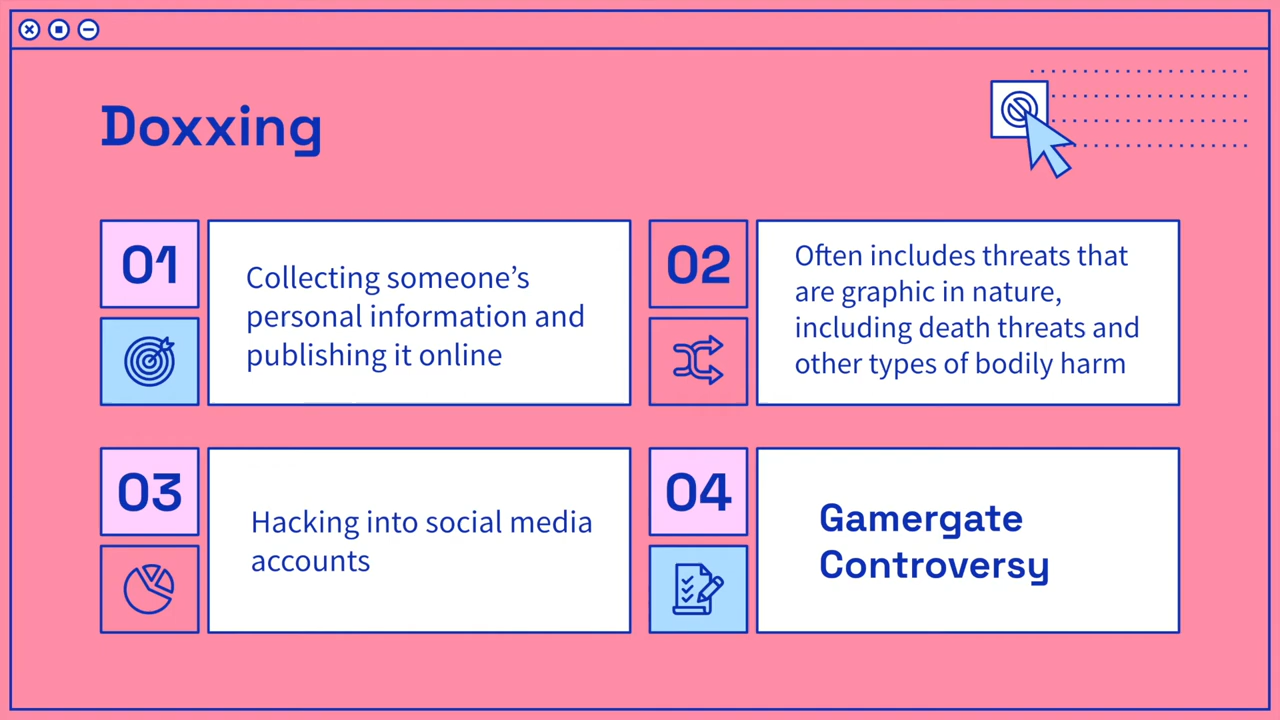 Doxxing
01
Collecting someone’s
personal information and
publishing it online
02
Often includes threats that
are graphic in nature,
including death threats and
other types of bodily harm
03
Hacking into social media
accounts
04
Gamergate
Controversy